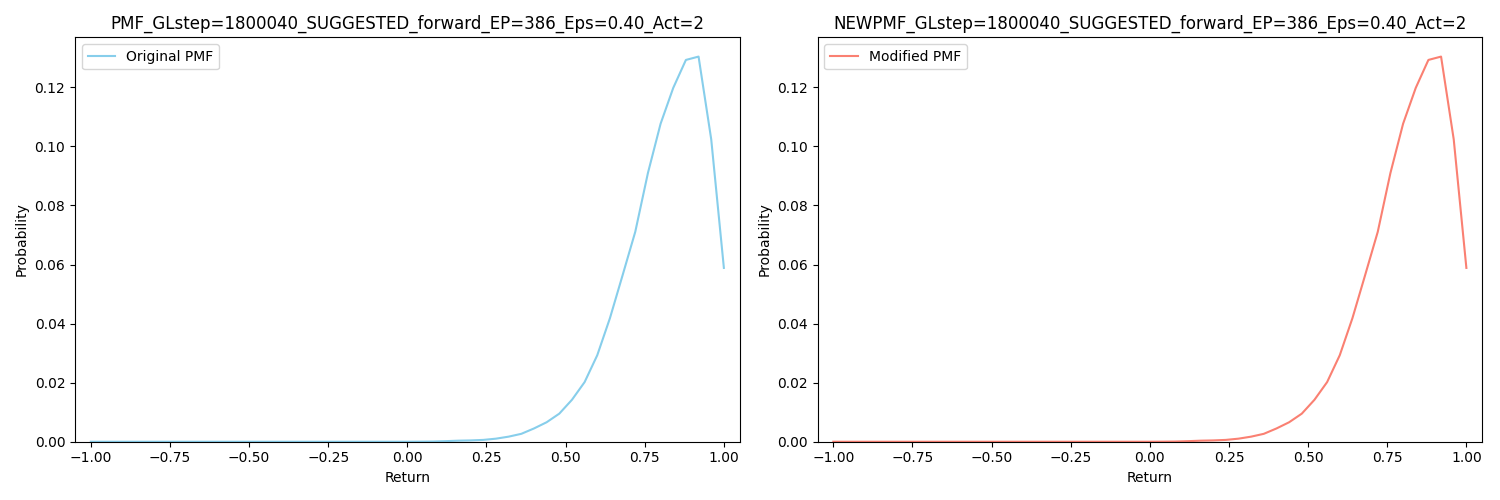 PMF_GLstep=1800040_SUGGESTED_forward_EP=386_Eps=0.40_Act=2
Original PMF
Probability
0.12
0.10
0.08
0.06
0.04
0.02
0.00
−1.00 −0.75 −0.50 −0.25 0.00 0.25 0.50 0.75 1.00
Return
NEWPMF_GLstep=1800040_SUGGESTED_forward_EP=386_Eps=0.40_Act=2
Modified PMF
Probability
0.12
0.10
0.08
0.06
0.04
0.02
0.00
−1.00 −0.75 −0.50 −0.25 0.00 0.25 0.50 0.75 1.00
Return